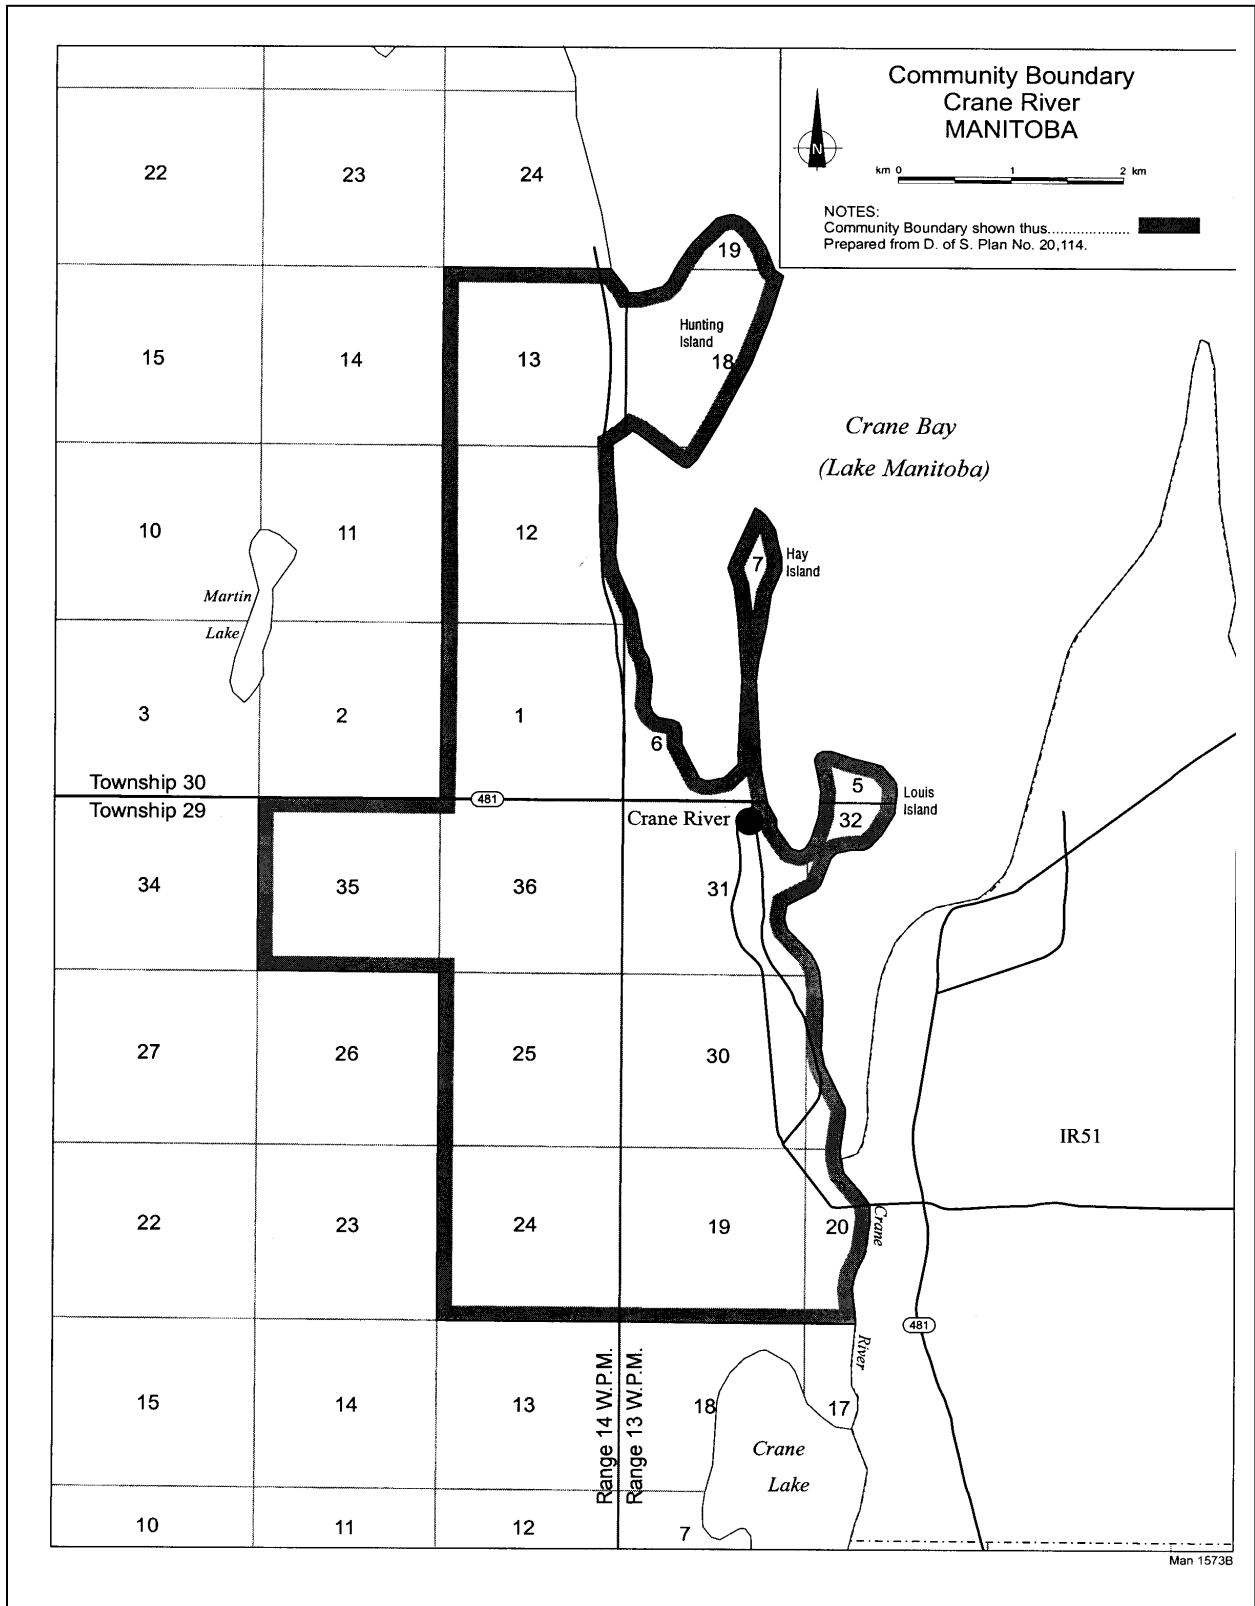 Community Boundary
Crane River
MANITOBA
N
km 0 1 2 km
NOTES:
Community Boundary shown thus....................
Prepared from D. of S. Plan No. 20,114.
22 23 24
19
Hunting
Island
15 14 13 18
Crane Bay
(Lake Manitoba)
10 11 12
7
Hay
Island
Martin
Lake
3 2 1 6
Township 30
5
Louis
Island
481
Township 29
Crane River
32
34 35 36 31
27 26 25 30
IR51
22 23 24 19 20
Crane
River
481
Range 14 W.P.M.
Range 13 W.P.M.
15 14 13 18 17
Crane
Lake
10 11 12 7
Man 1573B